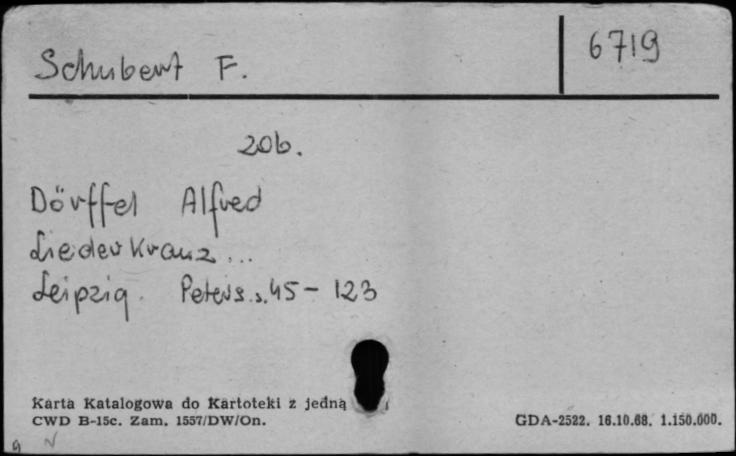 Schubert F.
6719
zob.
Dörffel Alfred
Liederkranz...
Leipzig. Peters. s. 45 - 123
Karta Katalogowa do Kartoteki z jedną
CWD B-15c. Zam. 1557/DW/On.
GDA-2522. 16.10.68. 1.150.000.